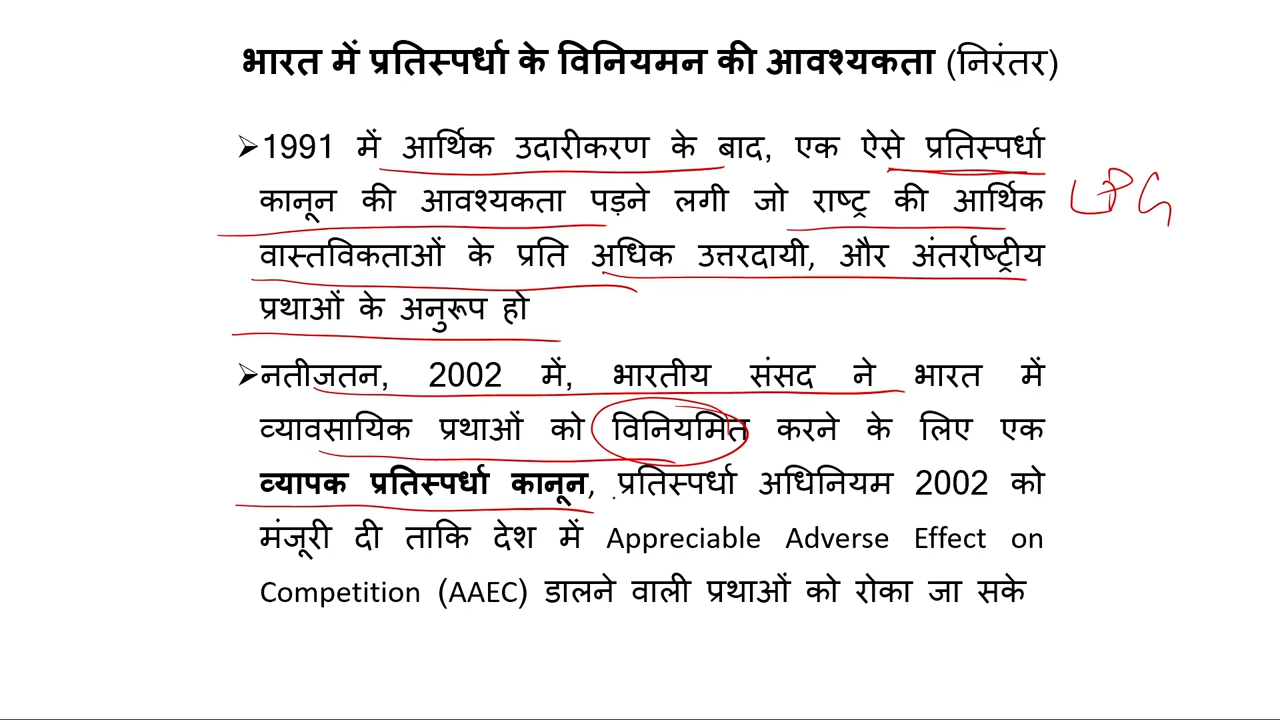 भारत में प्रतिस्पर्धा के विनियमन की आवश्यकता (निरंतर)
➢1991 में आर्थिक उदारीकरण के बाद, एक ऐसे प्रतिस्पर्धा
कानून की आवश्यकता पड़ने लगी जो राष्ट्र की आर्थिक
LPG
वास्तविकताओं के प्रति अधिक उत्तरदायी, और अंतर्राष्ट्रीय
प्रथाओं के अनुरूप हो
➢नतीजतन, 2002 में, भारतीय संसद ने भारत में
व्यावसायिक प्रथाओं को विनियमित करने के लिए एक
व्यापक प्रतिस्पर्धा कानून, प्रतिस्पर्धा अधिनियम 2002 को
मंजूरी दी ताकि देश में Appreciable Adverse Effect on
Competition (AAEC) डालने वाली प्रथाओं को रोका जा सके